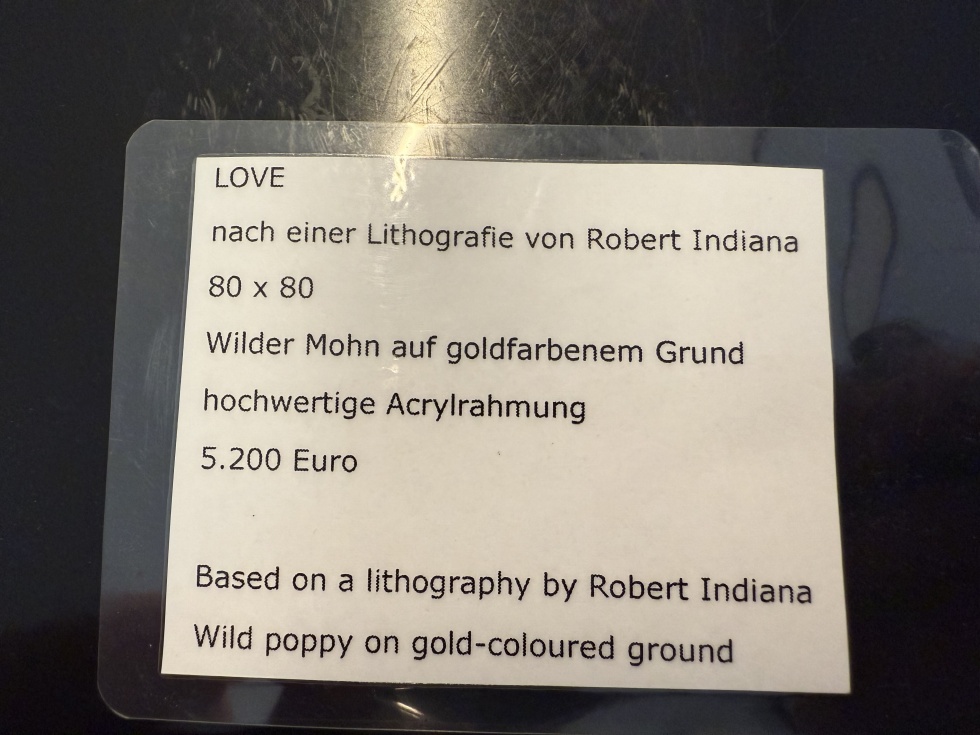 LOVE
nach einer Lithografie von Robert Indiana
80 x 80
Wilder Mohn auf goldfarbenem Grund
hochwertige Acrylrahmung
5.200 Euro
Based on a lithography by Robert Indiana
Wild poppy on gold-coloured ground